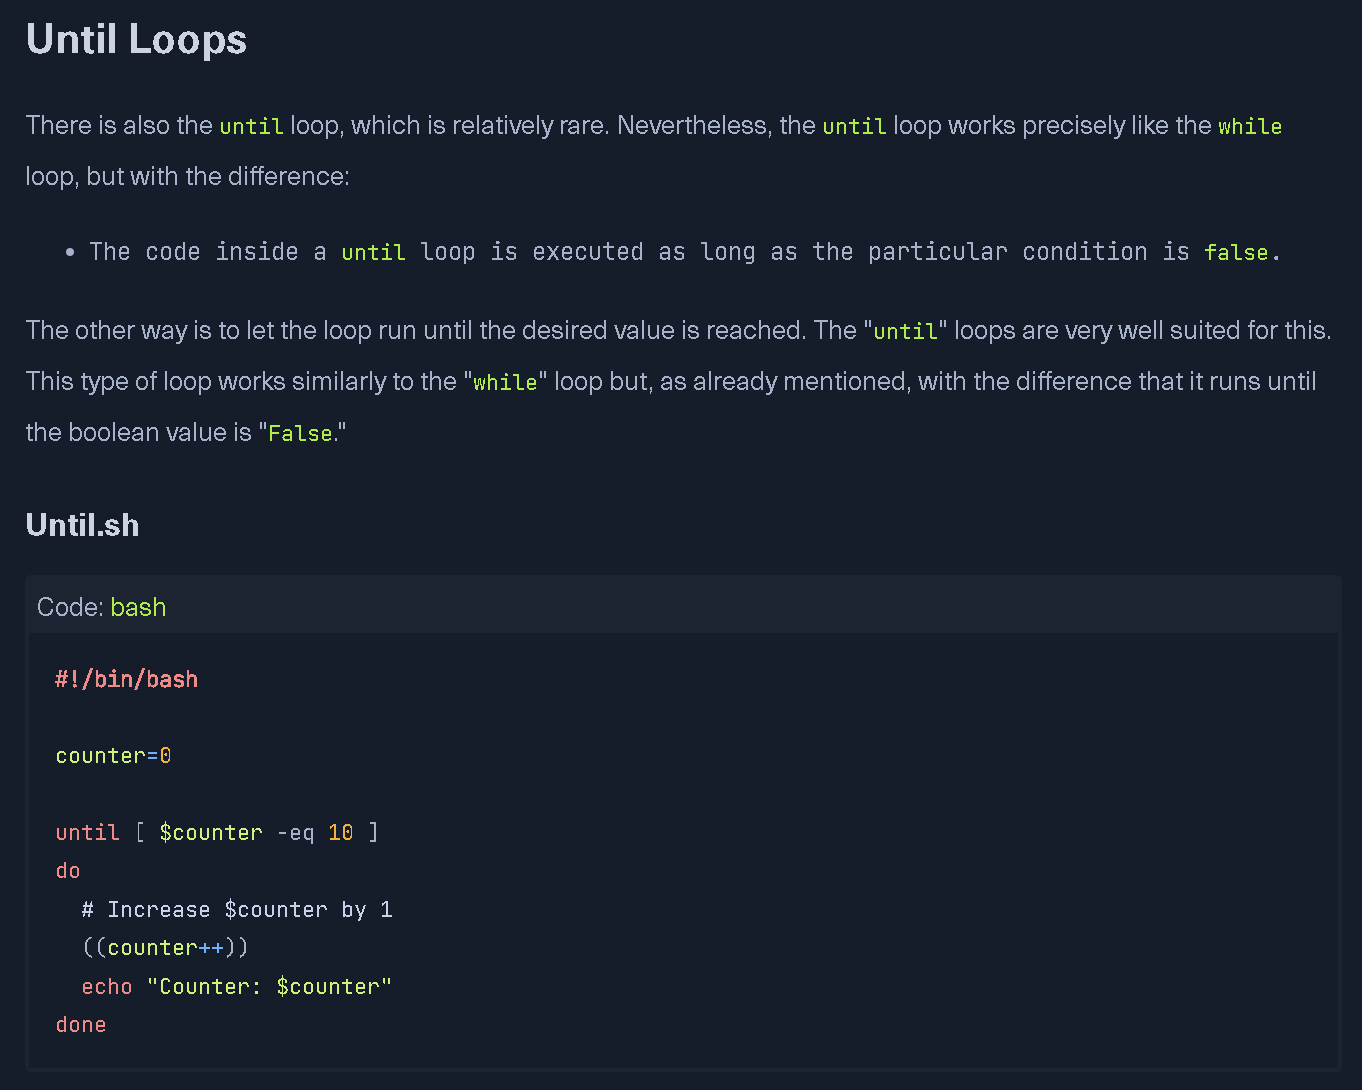 Until Loops
There is also the until loop, which is relatively rare. Nevertheless, the until loop works precisely like the while
loop, but with the difference:
• The code inside a until loop is executed as long as the particular condition is false.
The other way is to let the loop run until the desired value is reached. The "until" loops are very well suited for this.
This type of loop works similarly to the "while" loop but, as already mentioned, with the difference that it runs until
the boolean value is "False."
Until.sh
Code: bash
#!/bin/bash
counter=0
until [ $counter -eq 10 ]
do
  # Increase $counter by 1
  ((counter++))
  echo "Counter: $counter"
done